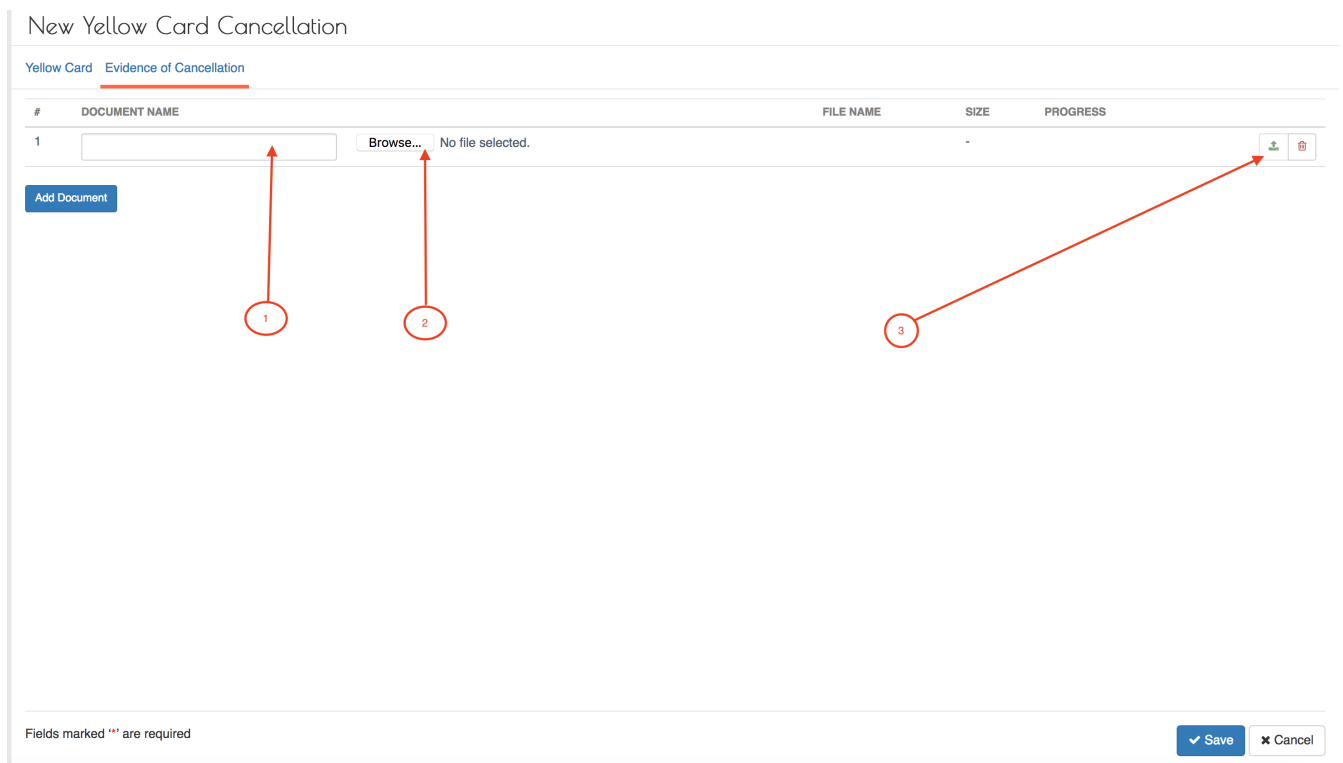 New Yellow Card Cancellation
Yellow Card Evidence of Cancellation
# DOCUMENT NAME FILE NAME SIZE PROGRESS
1 Browse... No file selected. -
Add Document
1 2 3
Fields marked '*' are required
Save Cancel